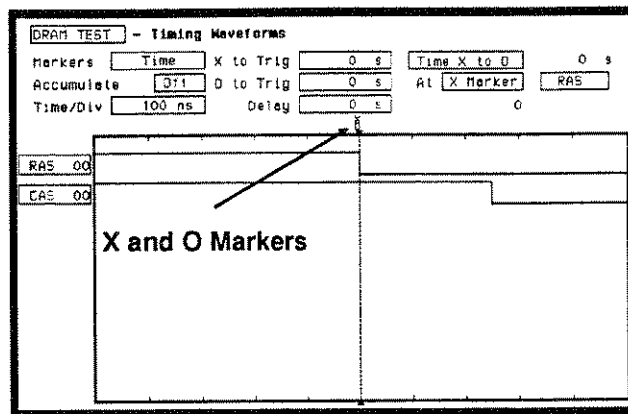 DRAM TEST - Timing Waveforms
Markers Time X to Trig 0 s Time X to O 0 s
Accumulate Off O to Trig 0 s At X Marker RAS
Time/Div 100 ns Delay 0 s 0
RAS 00
CAS 00
X and O Markers